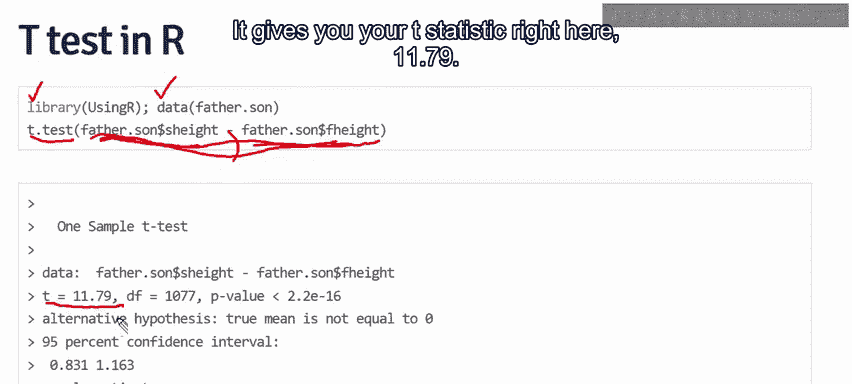 T test in R
It gives you your t statistic right here,
11.79.
library(UsingR); data(father.son)
t.test(father.son$sheight - father.son$fheight)
>
> One Sample t-test
>
> data: father.son$sheight - father.son$fheight
> t = 11.79, df = 1077, p-value < 2.2e-16
> alternative hypothesis: true mean is not equal to 0
> 95 percent confidence interval:
> 0.831 1.163